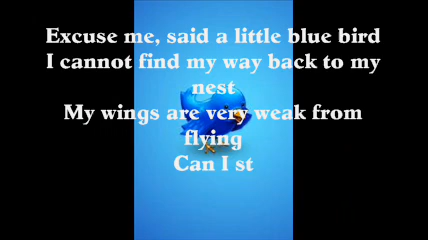 Excuse me, said a little blue bird
I cannot find my way back to my
nest
My wings are very weak from
flying
Can I st